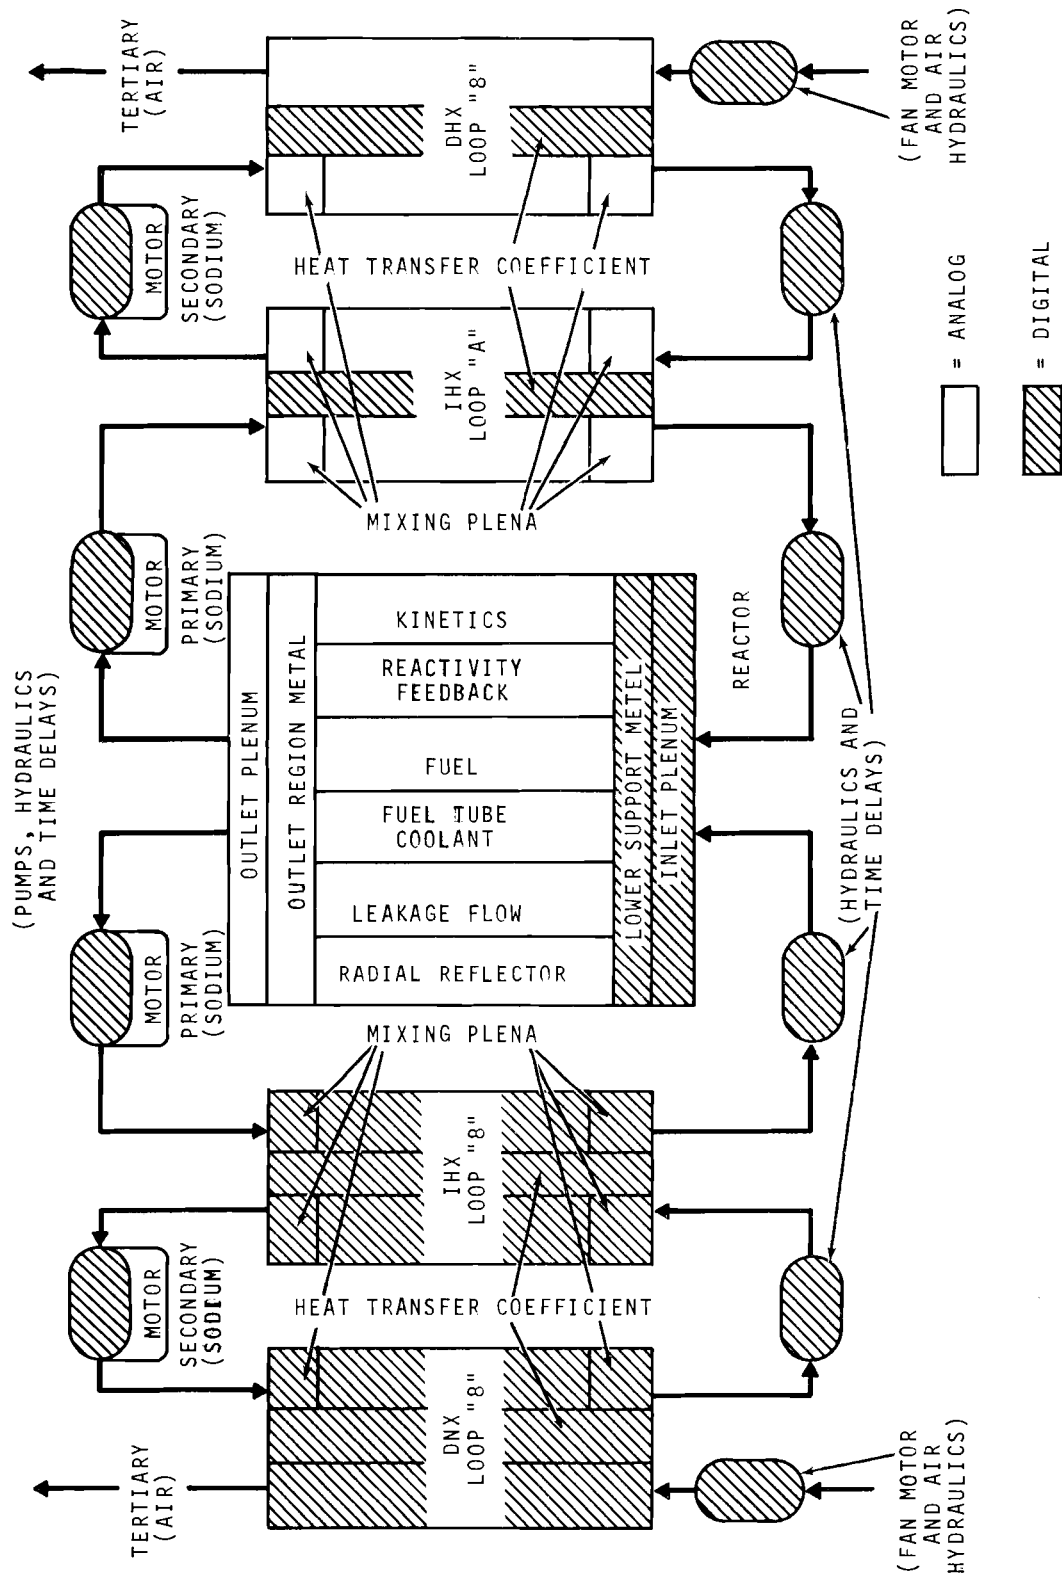 (PUMPS, HYDRAULICS
AND TIME DELAYS)
TERTIARY
(AIR)
MOTOR
SECONDARY
(SODIUM)
MOTOR
PRIMARY
(SODIUM)
MOTOR
PRIMARY
(SODIUM)
MOTOR
SECONDARY
(SODIUM)
TERTIARY
(AIR)
DNX
LOOP "8"
HEAT TRANSFER COEFFICIENT
IHX
LOOP "8"
MIXING PLENA
OUTLET PLENUM
OUTLET REGION METAL
RADIAL REFLECTOR
LEAKAGE FLOW
FUEL TUBE
COOLANT
FUEL
REACTIVITY
FEEDBACK
KINETICS
LOWER SUPPORT METEL
INLET PLENUM
REACTOR
MIXING PLENA
IHX
LOOP "A"
HEAT TRANSFER COEFFICIENT
DHX
LOOP "8"
(FAN MOTOR
AND AIR
HYDRAULICS)
(HYDRAULICS AND
TIME DELAYS)
(FAN MOTOR
AND AIR
HYDRAULICS)
= ANALOG
= DIGITAL